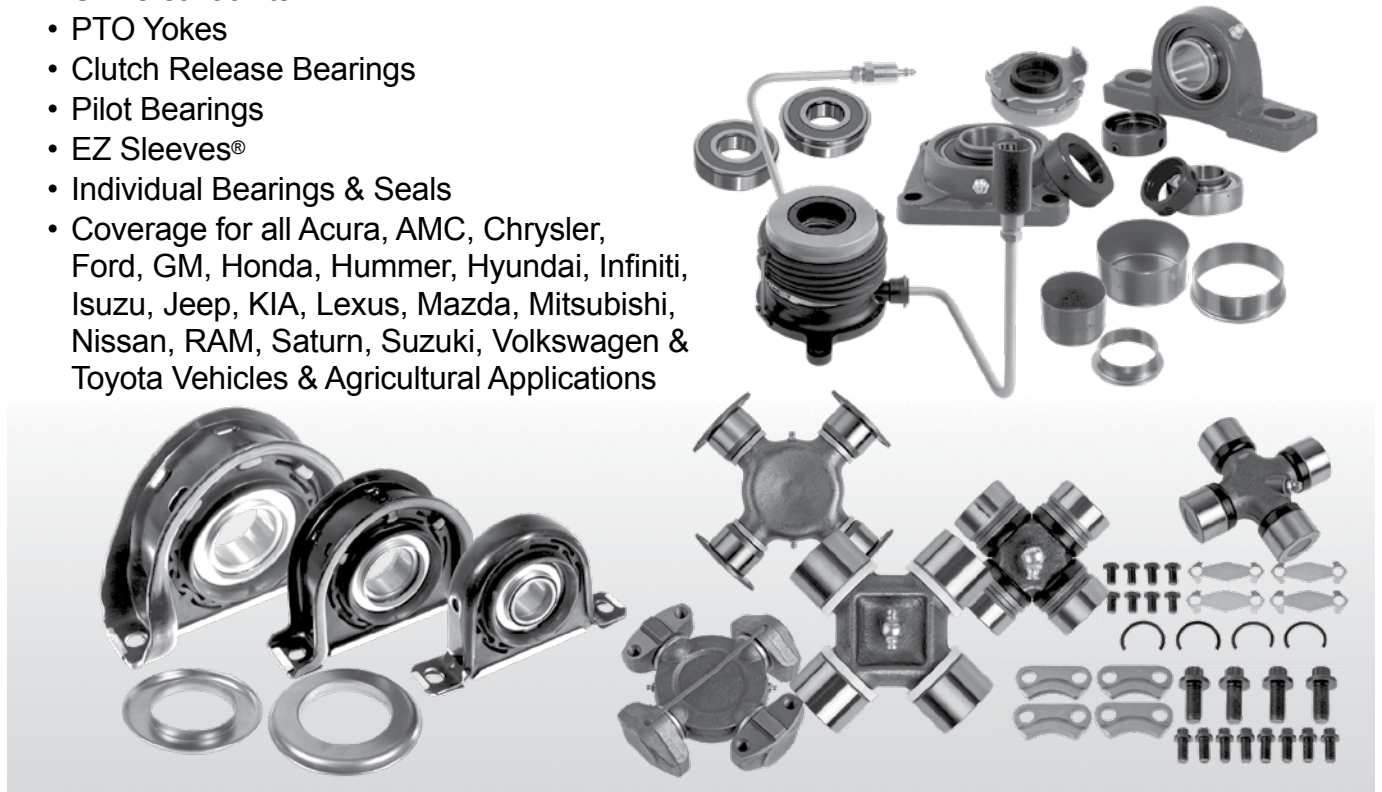 • PTO Yokes
• Clutch Release Bearings
• Pilot Bearings
• EZ Sleeves®
• Individual Bearings & Seals
• Coverage for all Acura, AMC, Chrysler,
Ford, GM, Honda, Hummer, Hyundai, Infiniti,
Isuzu, Jeep, KIA, Lexus, Mazda, Mitsubishi,
Nissan, RAM, Saturn, Suzuki, Volkswagen &
Toyota Vehicles & Agricultural Applications